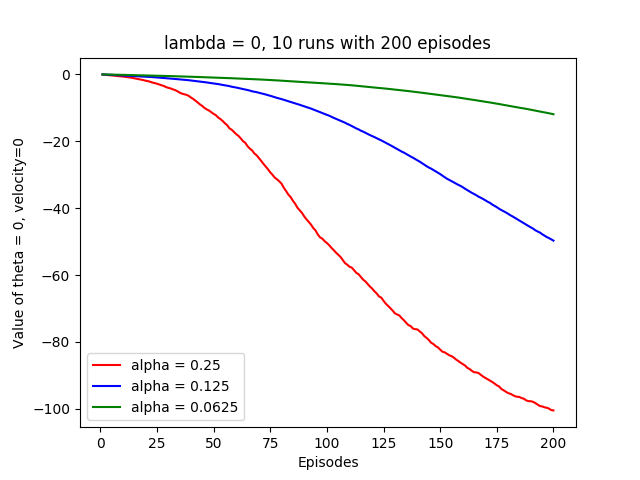 lambda = 0, 10 runs with 200 episodes
Value of theta = 0, velocity=0
0
−20
−40
−60
−80
−100
alpha = 0.25
alpha = 0.125
alpha = 0.0625
0 25 50 75 100 125 150 175 200
Episodes